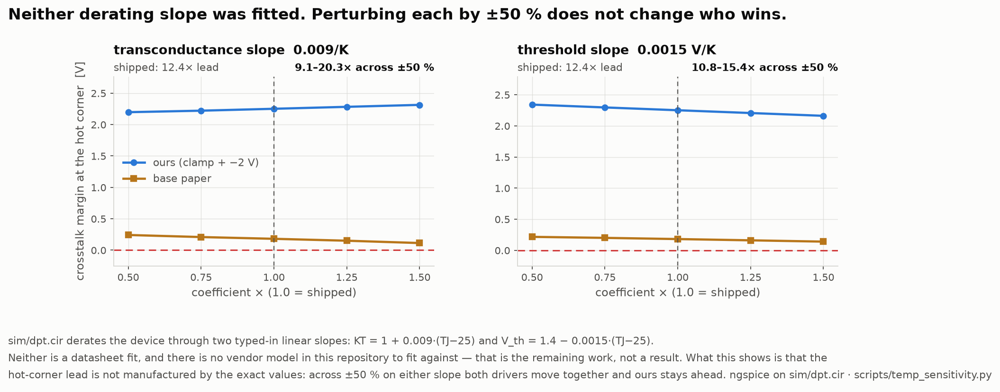 Neither derating slope was fitted. Perturbing each by ±50 % does not change who wins.
transconductance slope  0.009/K
shipped: 12.4× lead
9.1–20.3× across ±50 %
crosstalk margin at the hot corner [V]
2.5
2.0
1.5
1.0
0.5
0.0
ours (clamp + −2 V)
base paper
0.50
0.75
1.00
1.25
1.50
coefficient × (1.0 = shipped)
threshold slope  0.0015 V/K
shipped: 12.4× lead
10.8–15.4× across ±50 %
2.5
2.0
1.5
1.0
0.5
0.0
0.50
0.75
1.00
1.25
1.50
coefficient × (1.0 = shipped)
sim/dpt.cir derates the device through two typed-in linear slopes: KT = 1 + 0.009·(TJ−25) and V_th = 1.4 − 0.0015·(TJ−25).
Neither is a datasheet fit, and there is no vendor model in this repository to fit against — that is the remaining work, not a result. What this shows is that the
hot-corner lead is not manufactured by the exact values: across ±50 % on either slope both drivers move together and ours stays ahead. ngspice on sim/dpt.cir · scripts/temp_sensitivity.py